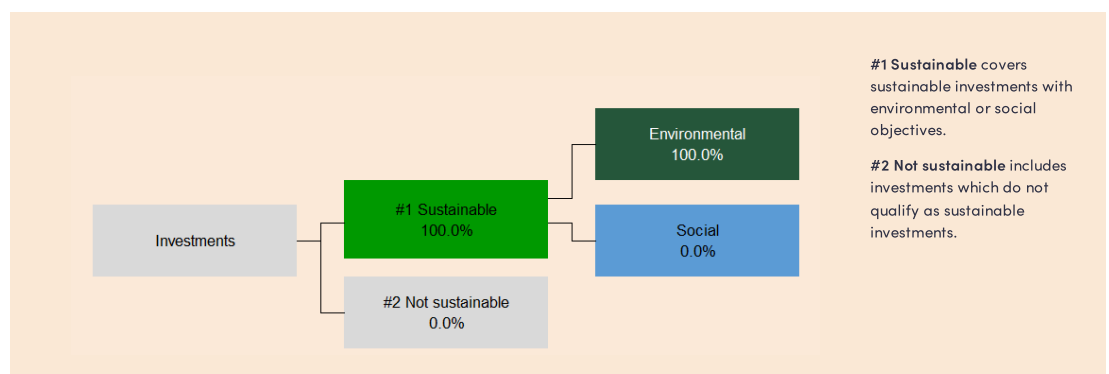 Investments
#1 Sustainable
100.0%
#2 Not sustainable
0.0%
Environmental
100.0%
Social
0.0%
#1 Sustainable covers
sustainable investments with
environmental or social
objectives.
#2 Not sustainable includes
investments which do not
qualify as sustainable
investments.